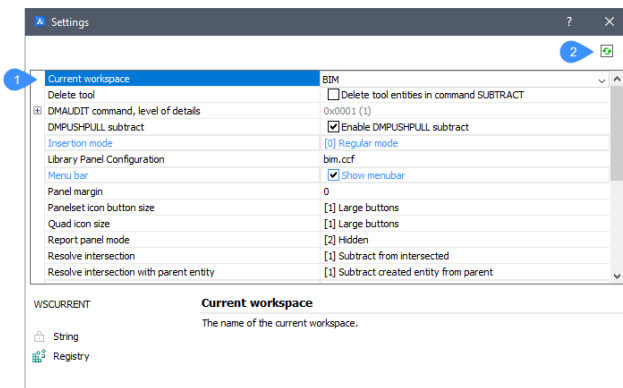 Settings ?
2
1 Current workspace BIM
Delete tool Delete tool entities in command SUBTRACT
DMAUDIT command, level of details 0x0001 (1)
DMPUSHPULL subtract Enable DMPUSHPULL subtract
Insertion mode [0] Regular mode
Library Panel Configuration bim.ccf
Menu bar Show menubar
Panel margin 0
Panelset icon button size [1] Large buttons
Quad icon size [1] Large buttons
Report panel mode [2] Hidden
Resolve intersection [1] Subtract from intersected
Resolve intersection with parent entity [1] Subtract created entity from parent
WSCURRENT Current workspace
The name of the current workspace.
String
Registry